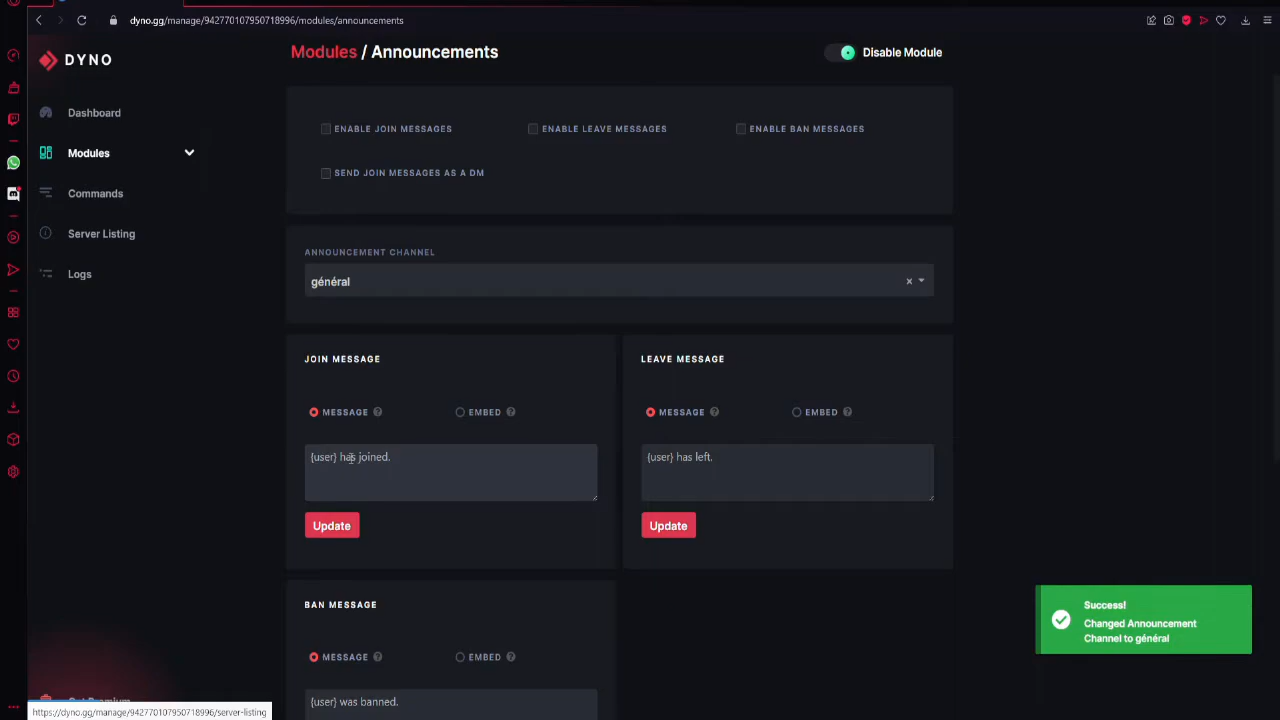 dyno.gg/manage/942770107950718996/modules/announcements
DYNO
Modules / Announcements
Disable Module
Dashboard
Modules
Commands
Server Listing
Logs
ENABLE JOIN MESSAGES
ENABLE LEAVE MESSAGES
ENABLE BAN MESSAGES
SEND JOIN MESSAGES AS A DM
ANNOUNCEMENT CHANNEL
général
JOIN MESSAGE
MESSAGE
EMBED
{user} has joined.
Update
LEAVE MESSAGE
MESSAGE
EMBED
{user} has left.
Update
BAN MESSAGE
MESSAGE
EMBED
{user} was banned.
Success!
Changed Announcement
Channel to général
https://dyno.gg/manage/942770107950718996/server-listing